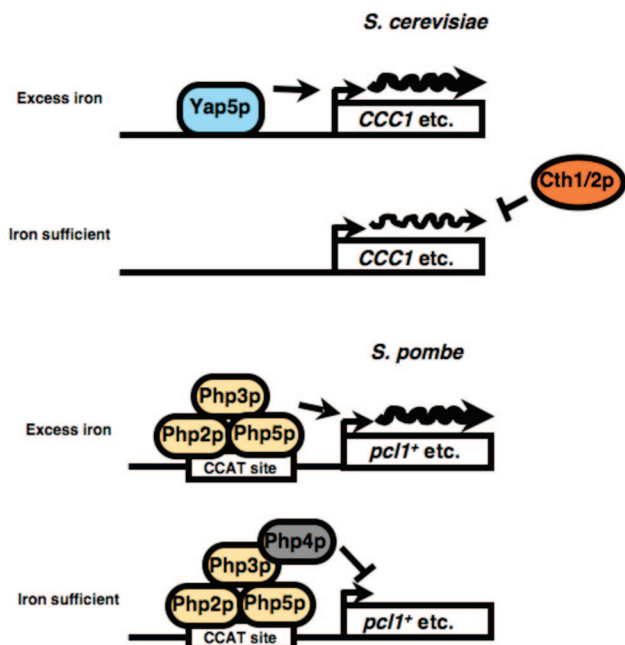 S. cerevisiae
Excess iron
Yap5p
CCC1 etc.
Cth1/2p
Iron sufficient
CCC1 etc.
S. pombe
Excess iron
Php3p
Php2p
Php5p
CCAT site
pcl1+ etc.
Iron sufficient
Php4p
Php3p
Php2p
Php5p
CCAT site
pcl1+ etc.